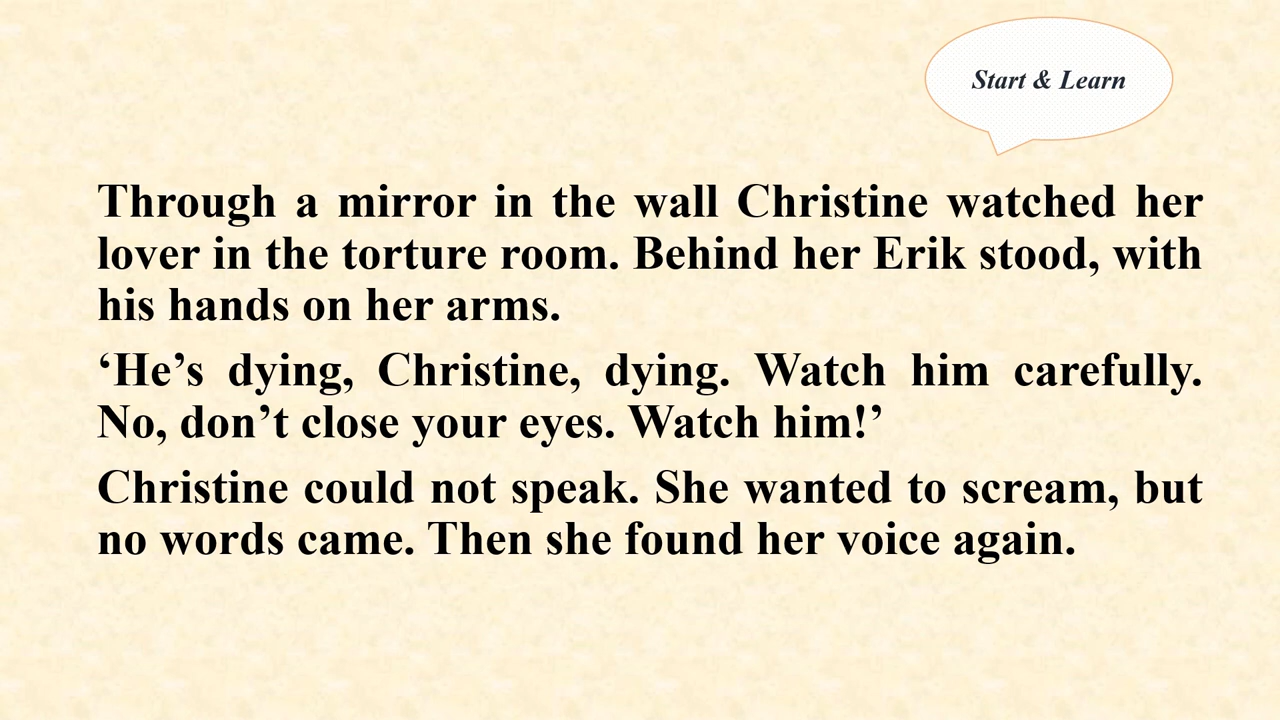 Start & Learn
Through a mirror in the wall Christine watched her
lover in the torture room. Behind her Erik stood, with
his hands on her arms.
‘He’s dying, Christine, dying. Watch him carefully.
No, don’t close your eyes. Watch him!’
Christine could not speak. She wanted to scream, but
no words came. Then she found her voice again.